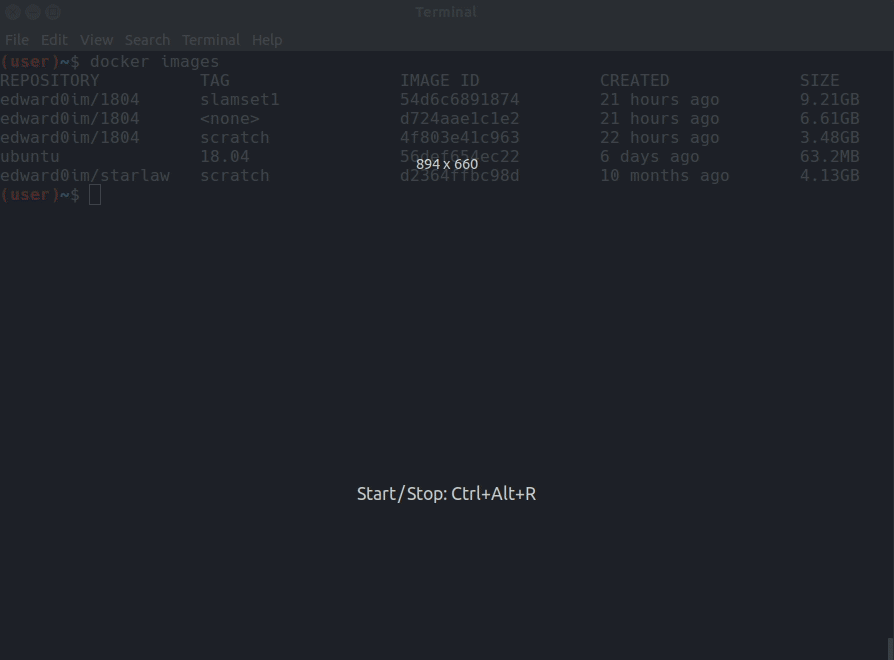 Terminal
File Edit View Search Terminal Help
(user)~$ docker images
REPOSITORY TAG IMAGE ID CREATED SIZE
edward0im/1804 slamset1 54d6c6891874 21 hours ago 9.21GB
edward0im/1804 <none> d724aae1c1e2 21 hours ago 6.61GB
edward0im/1804 scratch 4f803e41c963 22 hours ago 3.48GB
ubuntu 18.04 56def654ec22 6 days ago 63.2MB
894 x 660
edward0im/starlaw scratch d2364ffbc98d 10 months ago 4.13GB
(user)~$
Start/Stop: Ctrl+Alt+R